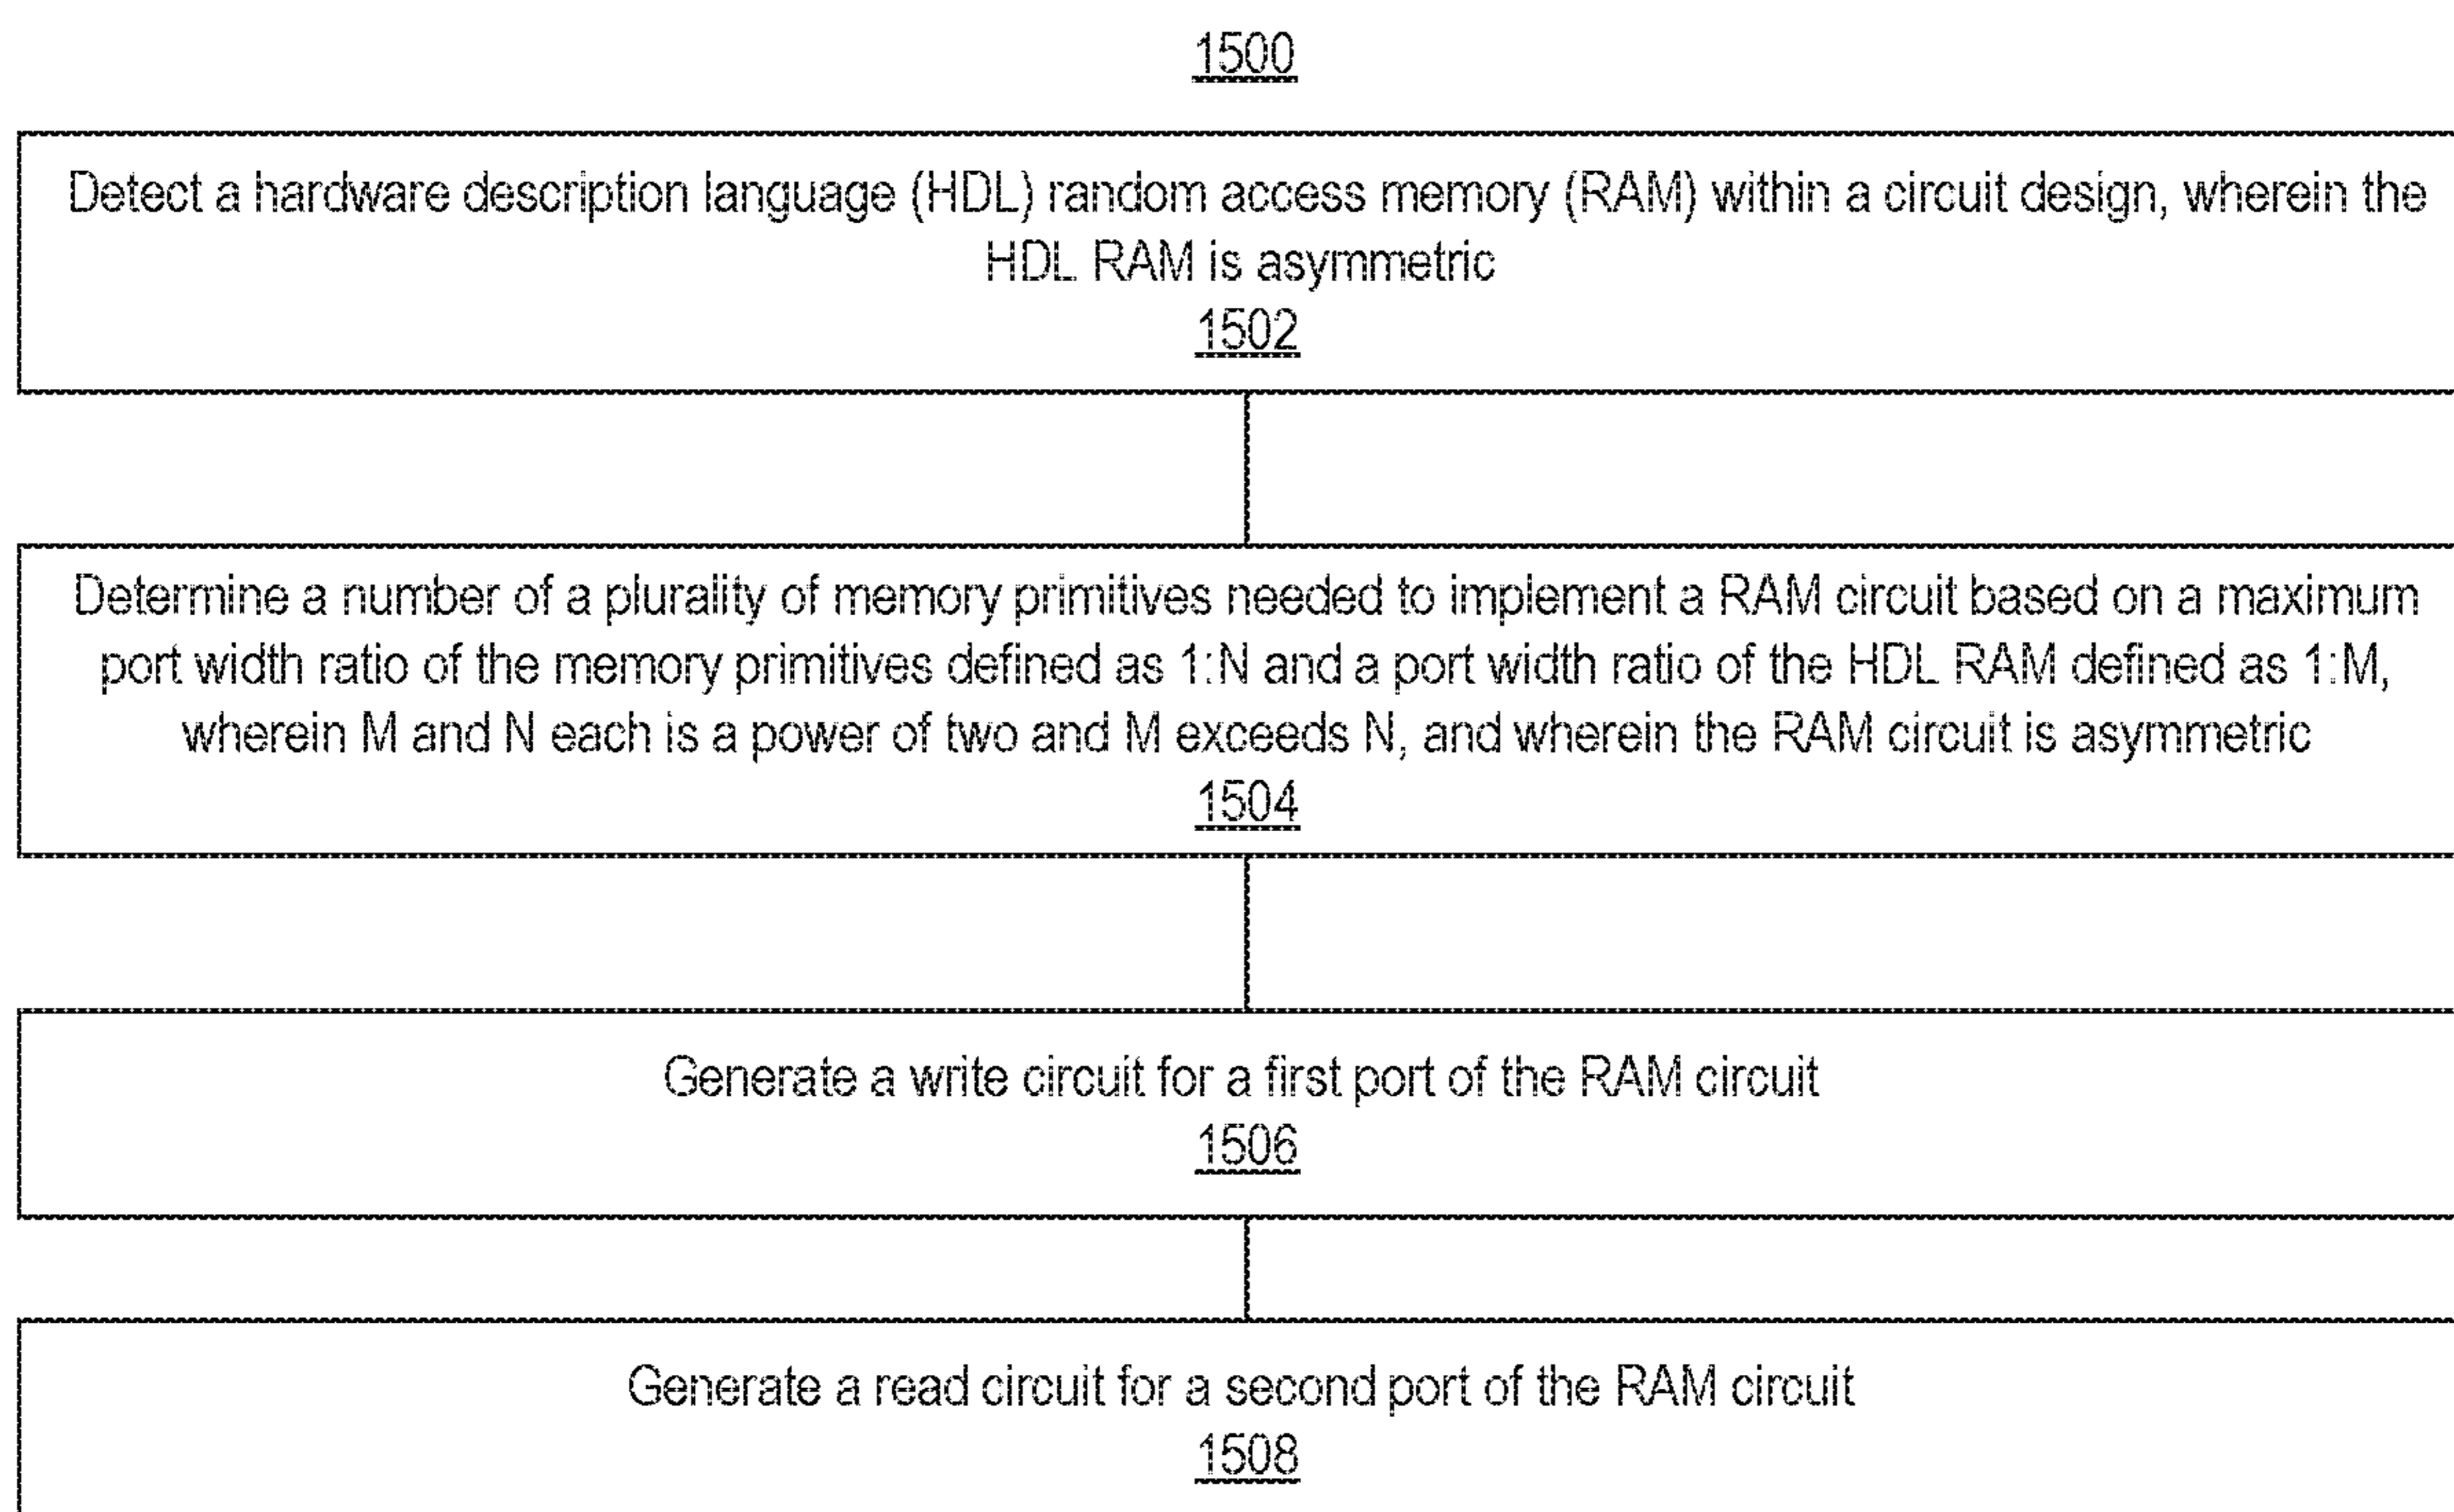 1500
Detect a hardware description language (HDL) random access memory (RAM) within a circuit design, wherein the
HDL RAM is asymmetric
1502
Determine a number of a plurality of memory primitives needed to implement a RAM circuit based on a maximum
port width ratio of the memory primitives defined as 1:N and a port width ratio of the HDL RAM defined as 1:M,
wherein M and N each is a power of two and M exceeds N, and wherein the RAM circuit is asymmetric
1504
Generate a write circuit for a first port of the RAM circuit
1506
Generate a read circuit for a second port of the RAM circuit
1508